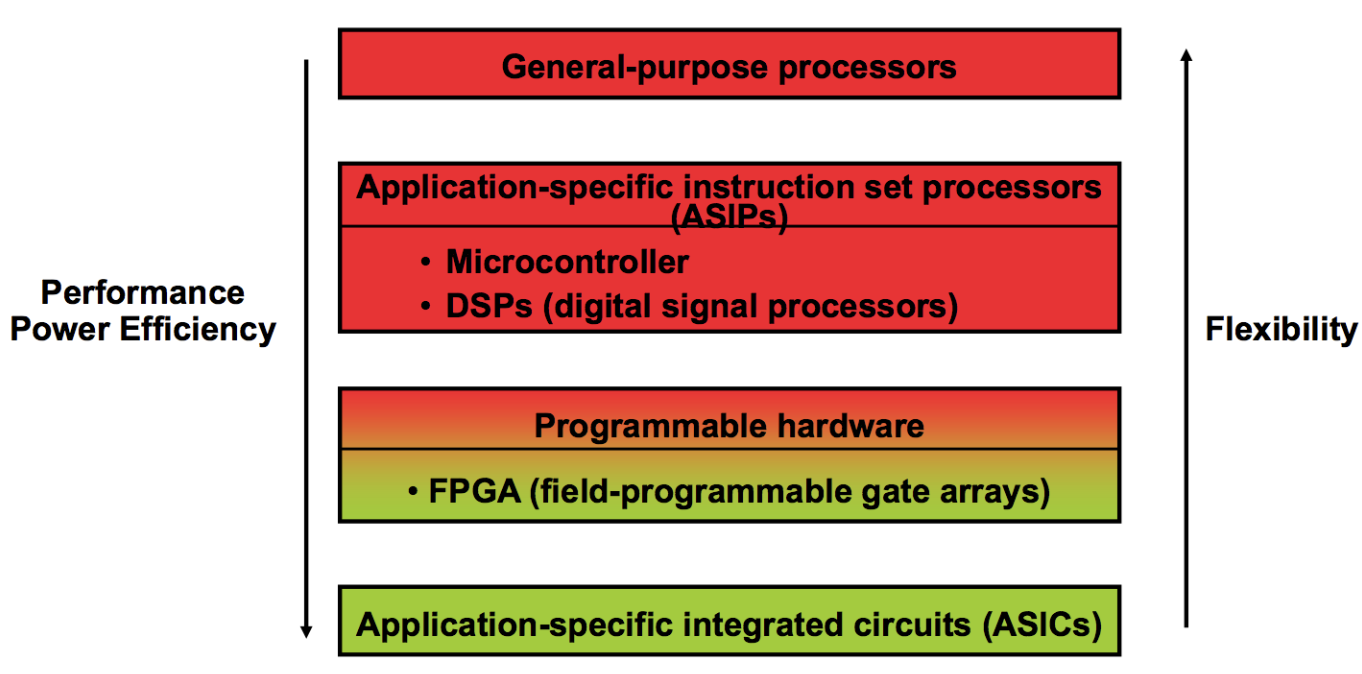 General-purpose processors
Application-specific instruction set processors
(ASIPs)
• Microcontroller
• DSPs (digital signal processors)
Performance
Power Efficiency
Flexibility
Programmable hardware
• FPGA (field-programmable gate arrays)
Application-specific integrated circuits (ASICs)